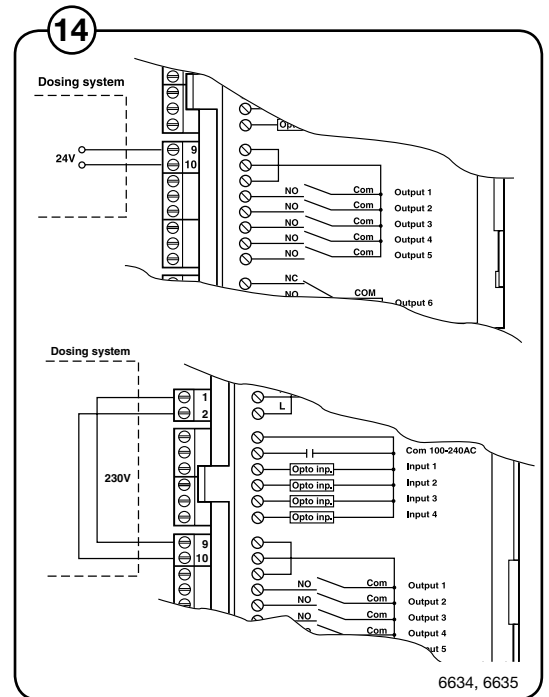 14
Dosing system
24V
9
10
Opt
NO Com Output 1
NO Com Output 2
NO Com Output 3
NO Com Output 4
NO Com Output 5
NC
NO COM Output 6
Dosing system
230V
1
2 L
Com 100-240AC
Opto inp. Input 1
Opto inp. Input 2
Opto inp. Input 3
Opto inp. Input 4
9
10
NO Com Output 1
NO Com Output 2
NO Com Output 3
Com Output 4
ut 5
6634, 6635